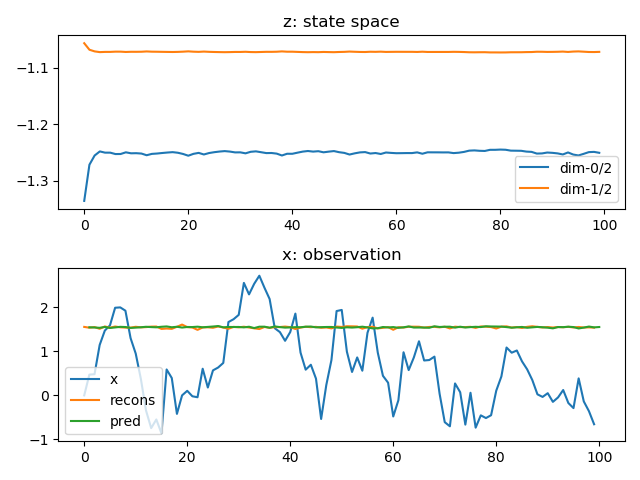 z: state space
−1.1
−1.2
−1.3
0 20 40 60 80 100
dim-0/2
dim-1/2
x: observation
2
1
0
−1
0 20 40 60 80 100
x
recons
pred